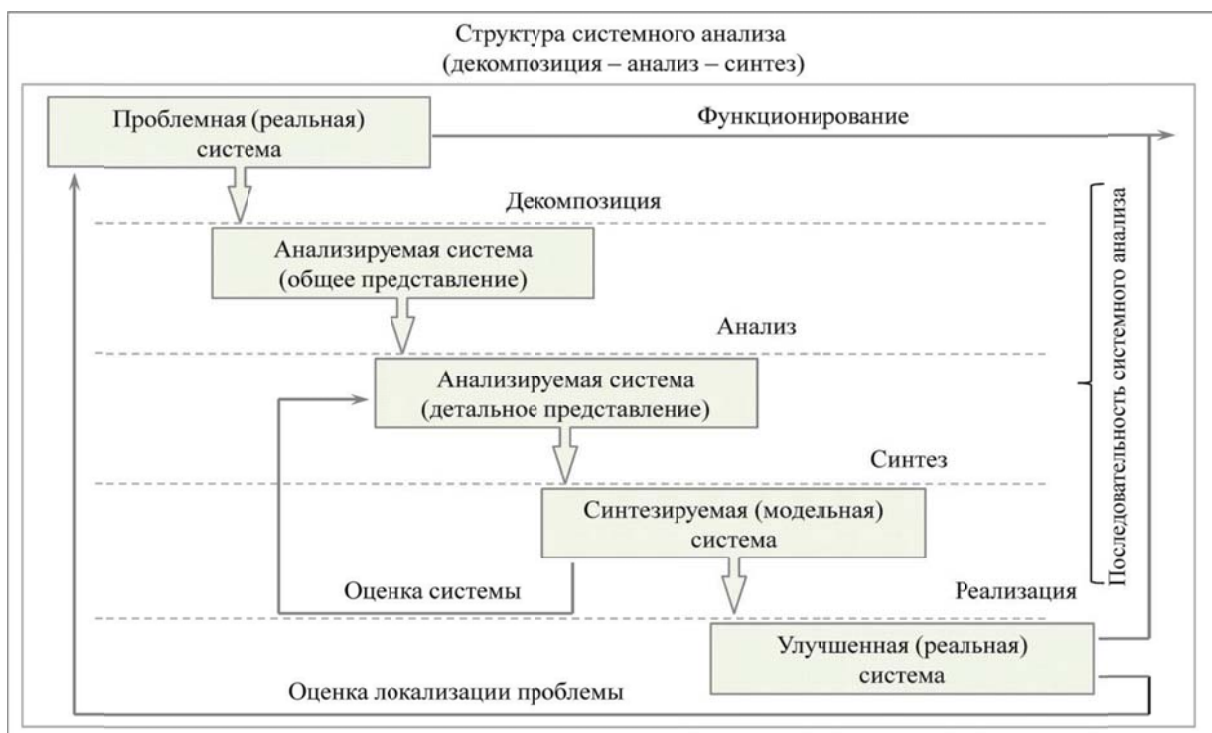 Структура системного анализа
(декомпозиция – анализ – синтез)
Проблемная (реальная)
система
Функционирование
Декомпозиция
Анализируемая система
(общее представление)
Анализ
Анализируемая система
(детальное представление)
Синтез
Синтезируемая (модельная)
система
Оценка системы
Реализация
Улучшенная (реальная)
система
Оценка локализации проблемы
Последовательность системного анализа